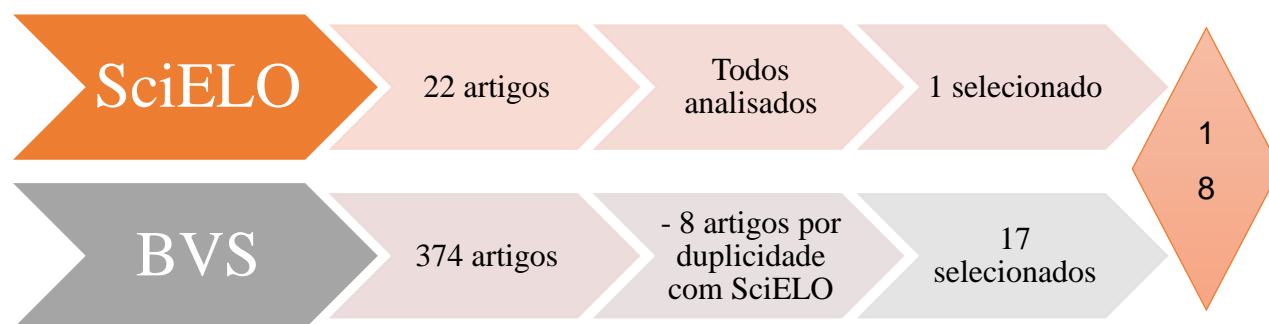 SciELO
22 artigos
Todos
analisados
1 selecionado
BVS
374 artigos
- 8 artigos por
duplicidade
com SciELO
17
selecionados
1
8